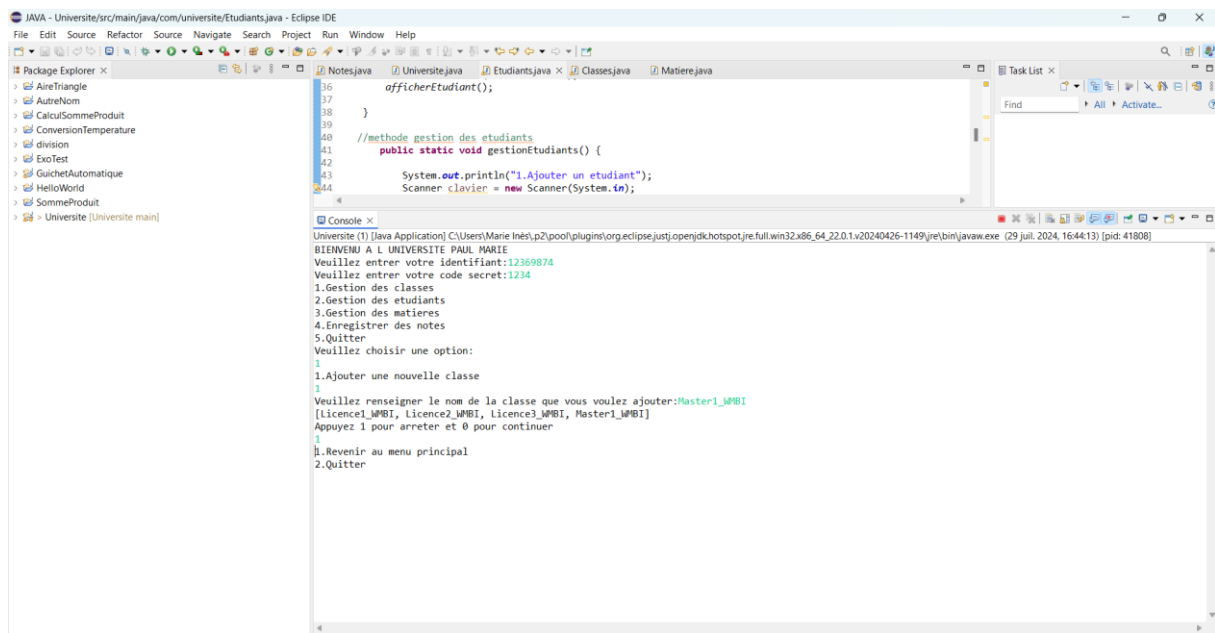 JAVA - Universite/src/main/java/com/universite/Etudiants.java - Eclipse IDE
File Edit Source Refactor Source Navigate Search Project Run Window Help
Package Explorer
AireTriangle
AutreNom
CalculSommeProduit
ConversionTemperature
division
ExoTest
GuichetAutomatique
HelloWorld
SommeProduit
> Universite [Universite main]
Notes.java Universite.java Etudiants.java Classes.java Matiere.java
36 afficherEtudiant();
37
38 }
39
40 //methode gestion des etudiants
41 public static void gestionEtudiants() {
42
43 System.out.println("1.Ajouter un etudiant");
44 Scanner clavier = new Scanner(System.in);
Task List
Find All Activate...
Console
Universite (1) [Java Application] C:\Users\Marie Inès\.p2\pool\plugins\org.eclipse.justj.openjdk.hotspot.jre.full.win32.x86_64_22.0.1.v20240426-1149\jre\bin\javaw.exe (29 juil. 2024, 16:44:13) [pid: 41808]
BIENVENU A L UNIVERSITE PAUL MARIE
Veuillez entrer votre identifiant:12369874
Veuillez entrer votre code secret:1234
1.Gestion des classes
2.Gestion des etudiants
3.Gestion des matieres
4.Enregistrer des notes
5.Quitter
Veuillez choisir une option:
1
1.Ajouter une nouvelle classe
1
Veuillez renseigner le nom de la classe que vous voulez ajouter:Master1_WMBI
[Licence1_WMBI, Licence2_WMBI, Licence3_WMBI, Master1_WMBI]
Appuyez 1 pour arreter et 0 pour continuer
1
1.Revenir au menu principal
2.Quitter